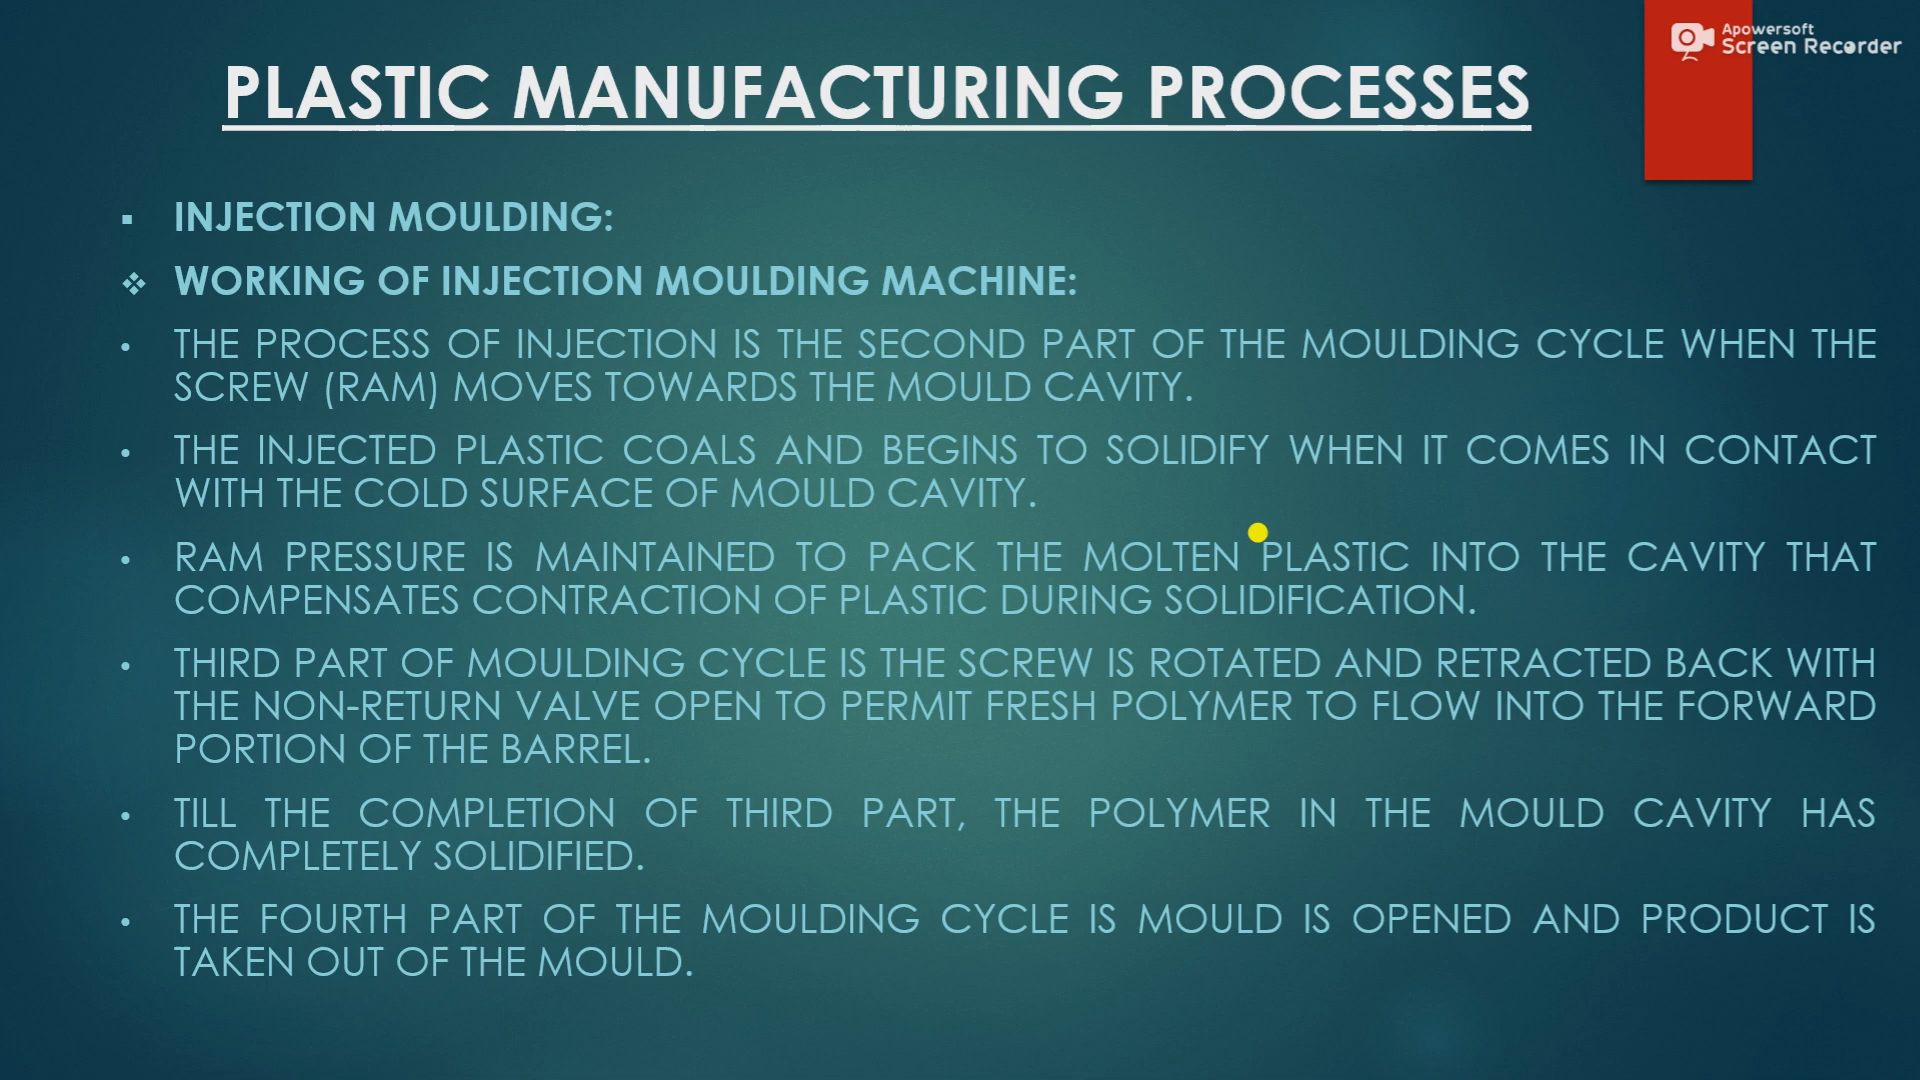 Apowersoft
Screen Recorder
PLASTIC MANUFACTURING PROCESSES
▪ INJECTION MOULDING:
❖ WORKING OF INJECTION MOULDING MACHINE:
• THE PROCESS OF INJECTION IS THE SECOND PART OF THE MOULDING CYCLE WHEN THE
SCREW (RAM) MOVES TOWARDS THE MOULD CAVITY.
• THE INJECTED PLASTIC COALS AND BEGINS TO SOLIDIFY WHEN IT COMES IN CONTACT
WITH THE COLD SURFACE OF MOULD CAVITY.
• RAM PRESSURE IS MAINTAINED TO PACK THE MOLTEN PLASTIC INTO THE CAVITY THAT
COMPENSATES CONTRACTION OF PLASTIC DURING SOLIDIFICATION.
• THIRD PART OF MOULDING CYCLE IS THE SCREW IS ROTATED AND RETRACTED BACK WITH
THE NON-RETURN VALVE OPEN TO PERMIT FRESH POLYMER TO FLOW INTO THE FORWARD
PORTION OF THE BARREL.
• TILL THE COMPLETION OF THIRD PART, THE POLYMER IN THE MOULD CAVITY HAS
COMPLETELY SOLIDIFIED.
• THE FOURTH PART OF THE MOULDING CYCLE IS MOULD IS OPENED AND PRODUCT IS
TAKEN OUT OF THE MOULD.